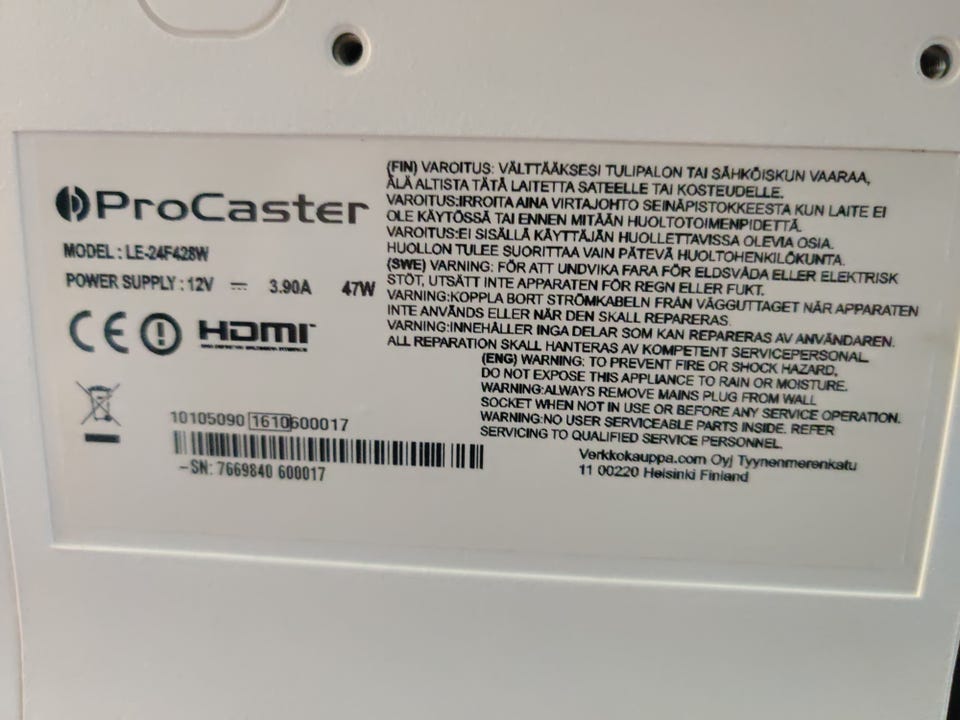 ProCaster
MODEL : LE-24F428W
POWER SUPPLY : 12V ⎓ 3.90A 47W
CE HDMI
10105090 1610 600017
-SN: 7669840 600017
(FIN) VAROITUS: VÄLTTÄÄKSESI TULIPALON TAI SÄHKÖISKUN VAARAA,
ÄLÄ ALTISTA TÄTÄ LAITETTA SATEELLE TAI KOSTEUDELLE.
VAROITUS:IRROITA AINA VIRTAJOHTO SEINÄPISTOKKEESTA KUN LAITE EI
OLE KÄYTÖSSÄ TAI ENNEN MITÄÄN HUOLTOTOIMENPIDETTÄ.
VAROITUS:EI SISÄLLÄ KÄYTTÄJÄN HUOLLETTAVISSA OLEVIA OSIA.
HUOLLON TULEE SUORITTAA VAIN PÄTEVÄ HUOLTOHENKILÖKUNTA.
(SWE) VARNING: FÖR ATT UNDVIKA FARA FÖR ELDSVÅDA ELLER ELEKTRISK
STÖT, UTSÄTT INTE APPARATEN FÖR REGN ELLER FUKT.
VARNING:KOPPLA BORT STRÖMKABELN FRÅN VÄGGUTTAGET NÄR APPARATEN
INTE ANVÄNDS ELLER NÄR DEN SKALL REPARERAS.
VARNING:INNEHÅLLER INGA DELAR SOM KAN REPARERAS AV ANVÄNDAREN.
ALL REPARATION SKALL HANTERAS AV KOMPETENT SERVICEPERSONAL.
(ENG) WARNING: TO PREVENT FIRE OR SHOCK HAZARD,
DO NOT EXPOSE THIS APPLIANCE TO RAIN OR MOISTURE.
WARNING:ALWAYS REMOVE MAINS PLUG FROM WALL
SOCKET WHEN NOT IN USE OR BEFORE ANY SERVICE OPERATION.
WARNING:NO USER SERVICEABLE PARTS INSIDE. REFER
SERVICING TO QUALIFIED SERVICE PERSONNEL.
Verkkokauppa.com Oyj Tyynenmerenkatu
11 00220 Helsinki Finland